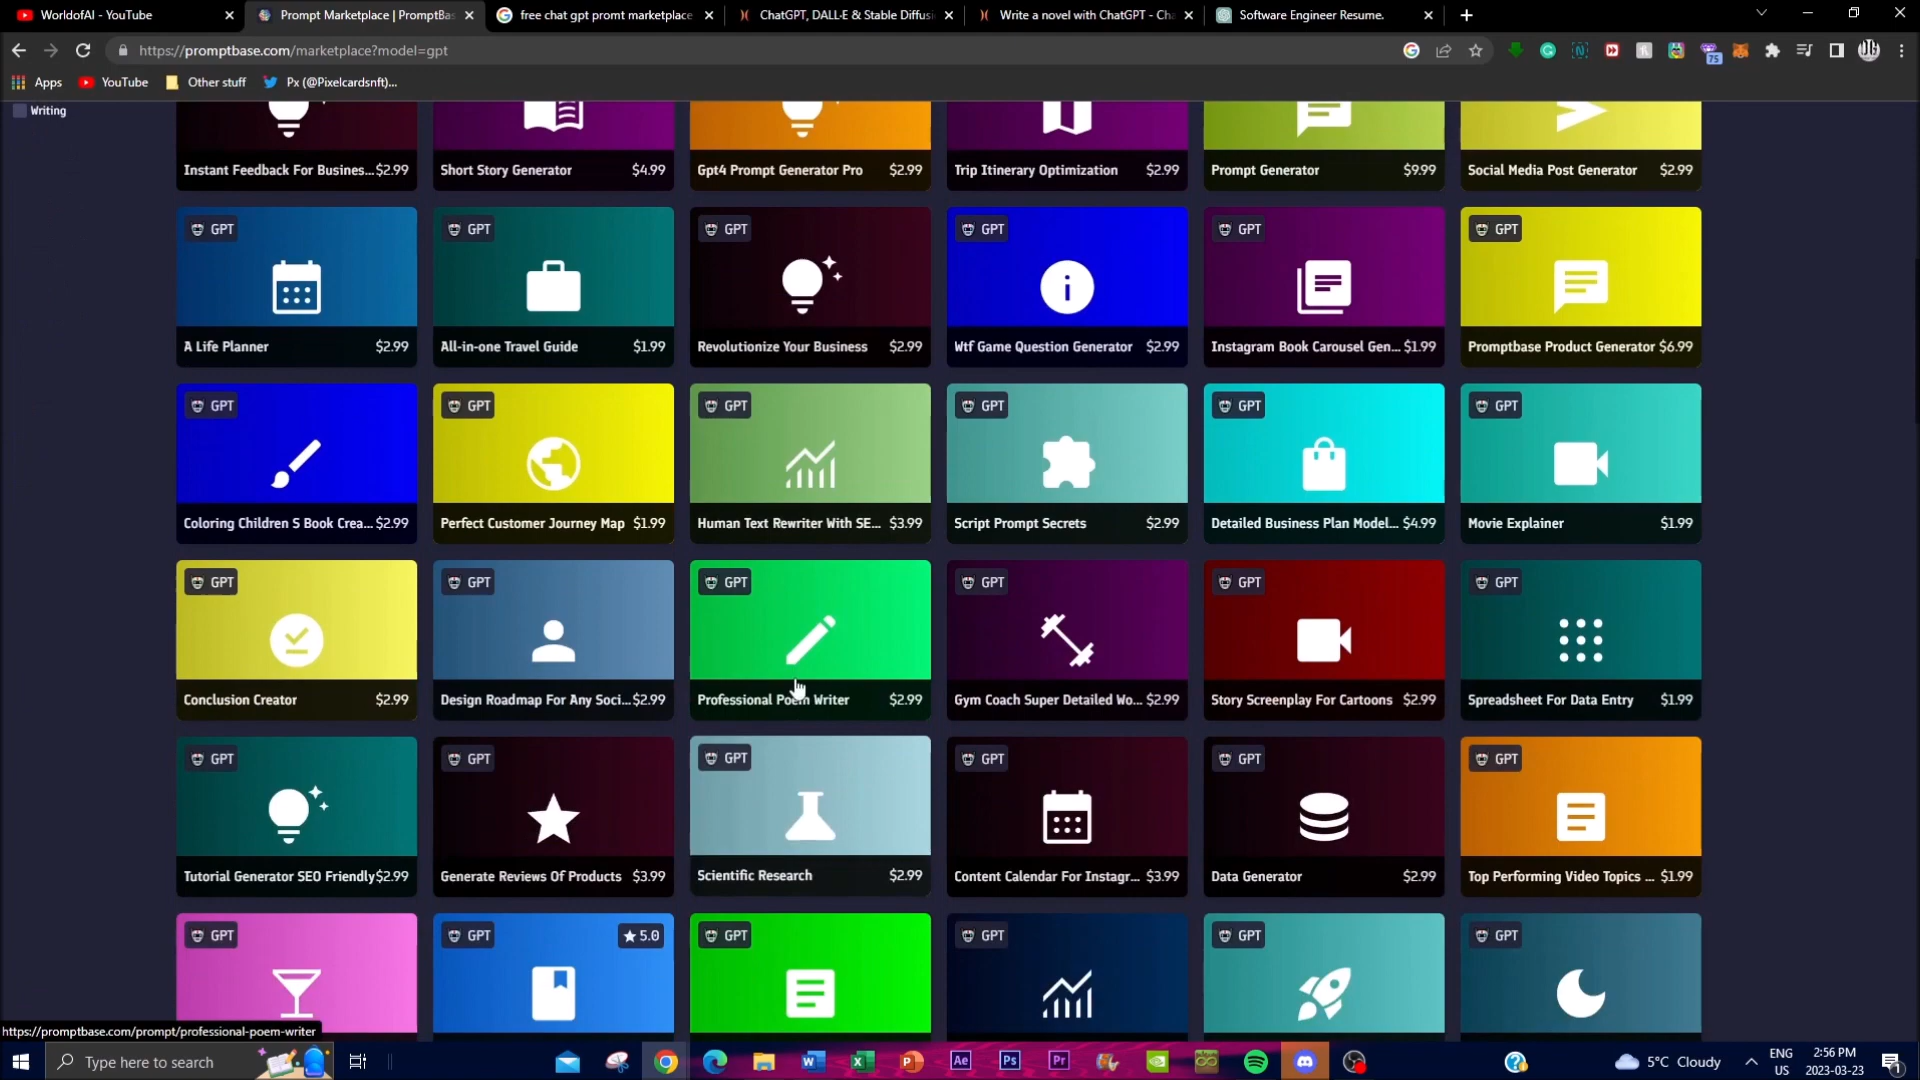 WorldofAI - YouTube
Prompt Marketplace | PromptBas
free chat gpt promt marketplace
ChatGPT, DALL·E & Stable Diffusi
Write a novel with ChatGPT - Cha
Software Engineer Resume.
https://promptbase.com/marketplace?model=gpt
75
Apps
YouTube
Other stuff
Px (@Pixelcardsnft)...
Writing
Instant Feedback For Busines... $2.99
Short Story Generator $4.99
Gpt4 Prompt Generator Pro $2.99
Trip Itinerary Optimization $2.99
Prompt Generator $9.99
Social Media Post Generator $2.99
GPT
GPT
GPT
GPT
GPT
GPT
A Life Planner $2.99
All-in-one Travel Guide $1.99
Revolutionize Your Business $2.99
Wtf Game Question Generator $2.99
Instagram Book Carousel Gen... $1.99
Promptbase Product Generator $6.99
GPT
GPT
GPT
GPT
GPT
GPT
Coloring Children S Book Crea... $2.99
Perfect Customer Journey Map $1.99
Human Text Rewriter With SE... $3.99
Script Prompt Secrets $2.99
Detailed Business Plan Model... $4.99
Movie Explainer $1.99
GPT
GPT
GPT
GPT
GPT
GPT
Conclusion Creator $2.99
Design Roadmap For Any Soci... $2.99
Professional Poem Writer $2.99
Gym Coach Super Detailed Wo... $2.99
Story Screenplay For Cartoons $2.99
Spreadsheet For Data Entry $1.99
GPT
GPT
GPT
GPT
GPT
GPT
Tutorial Generator SEO Friendly $2.99
Generate Reviews Of Products $3.99
Scientific Research $2.99
Content Calendar For Instagr... $3.99
Data Generator $2.99
Top Performing Video Topics ... $1.99
GPT
GPT
5.0
GPT
GPT
GPT
GPT
https://promptbase.com/prompt/professional-poem-writer
Type here to search
Ae
Ps
Pr
5°C Cloudy
ENG
US
2:56 PM
2023-03-23
1